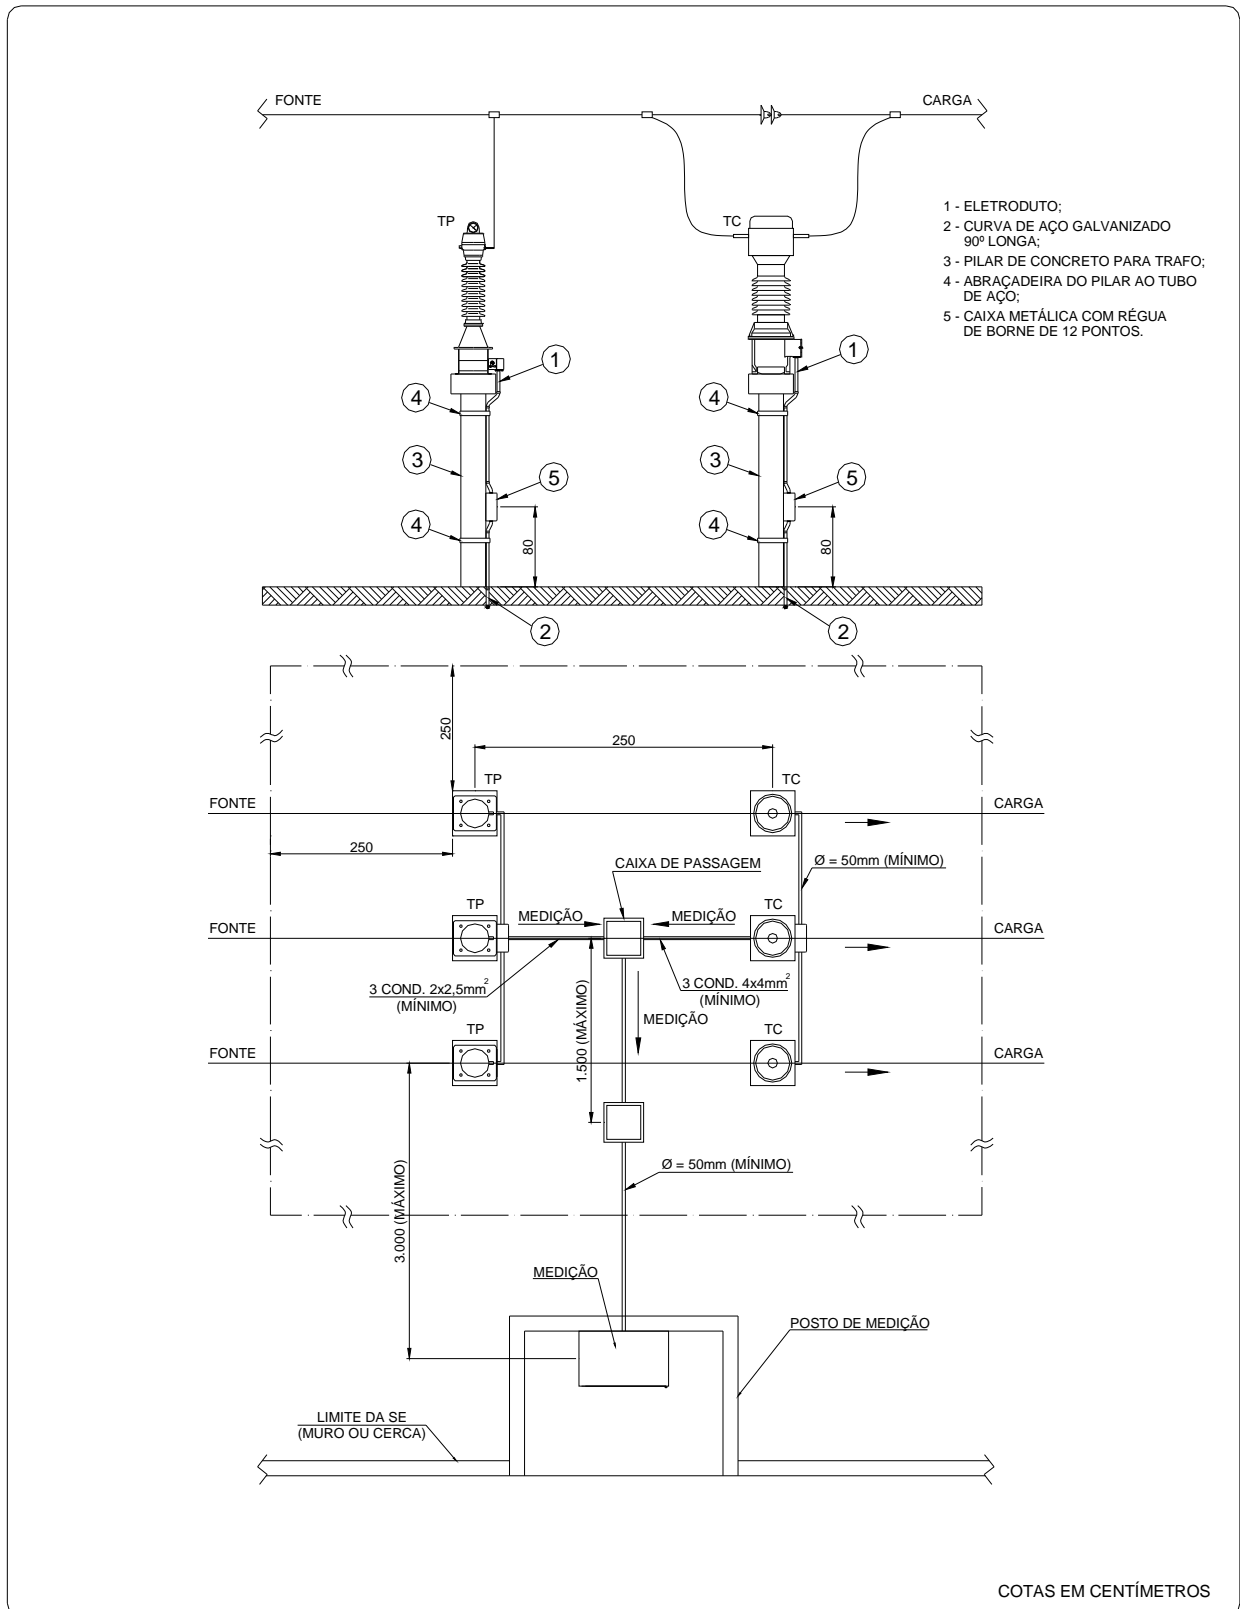 FONTE
CARGA
TP
TC
1 - ELETRODUTO;
2 - CURVA DE AÇO GALVANIZADO
90º LONGA;
3 - PILAR DE CONCRETO PARA TRAFO;
4 - ABRAÇADEIRA DO PILAR AO TUBO
DE AÇO;
5 - CAIXA METÁLICA COM RÉGUA
DE BORNE DE 12 PONTOS.
1
1
4
4
3
3
5
5
4
4
80
80
2
2
250
250
TP
TC
FONTE
CARGA
250
CAIXA DE PASSAGEM
Ø = 50mm (MÍNIMO)
TP
MEDIÇÃO
MEDIÇÃO
TC
FONTE
CARGA
3 COND. 2x2,5mm²
(MÍNIMO)
3 COND. 4x4mm²
(MÍNIMO)
MEDIÇÃO
1.500 (MÁXIMO)
TP
TC
FONTE
CARGA
3.000 (MÁXIMO)
Ø = 50mm (MÍNIMO)
MEDIÇÃO
POSTO DE MEDIÇÃO
LIMITE DA SE
(MURO OU CERCA)
COTAS EM CENTÍMETROS